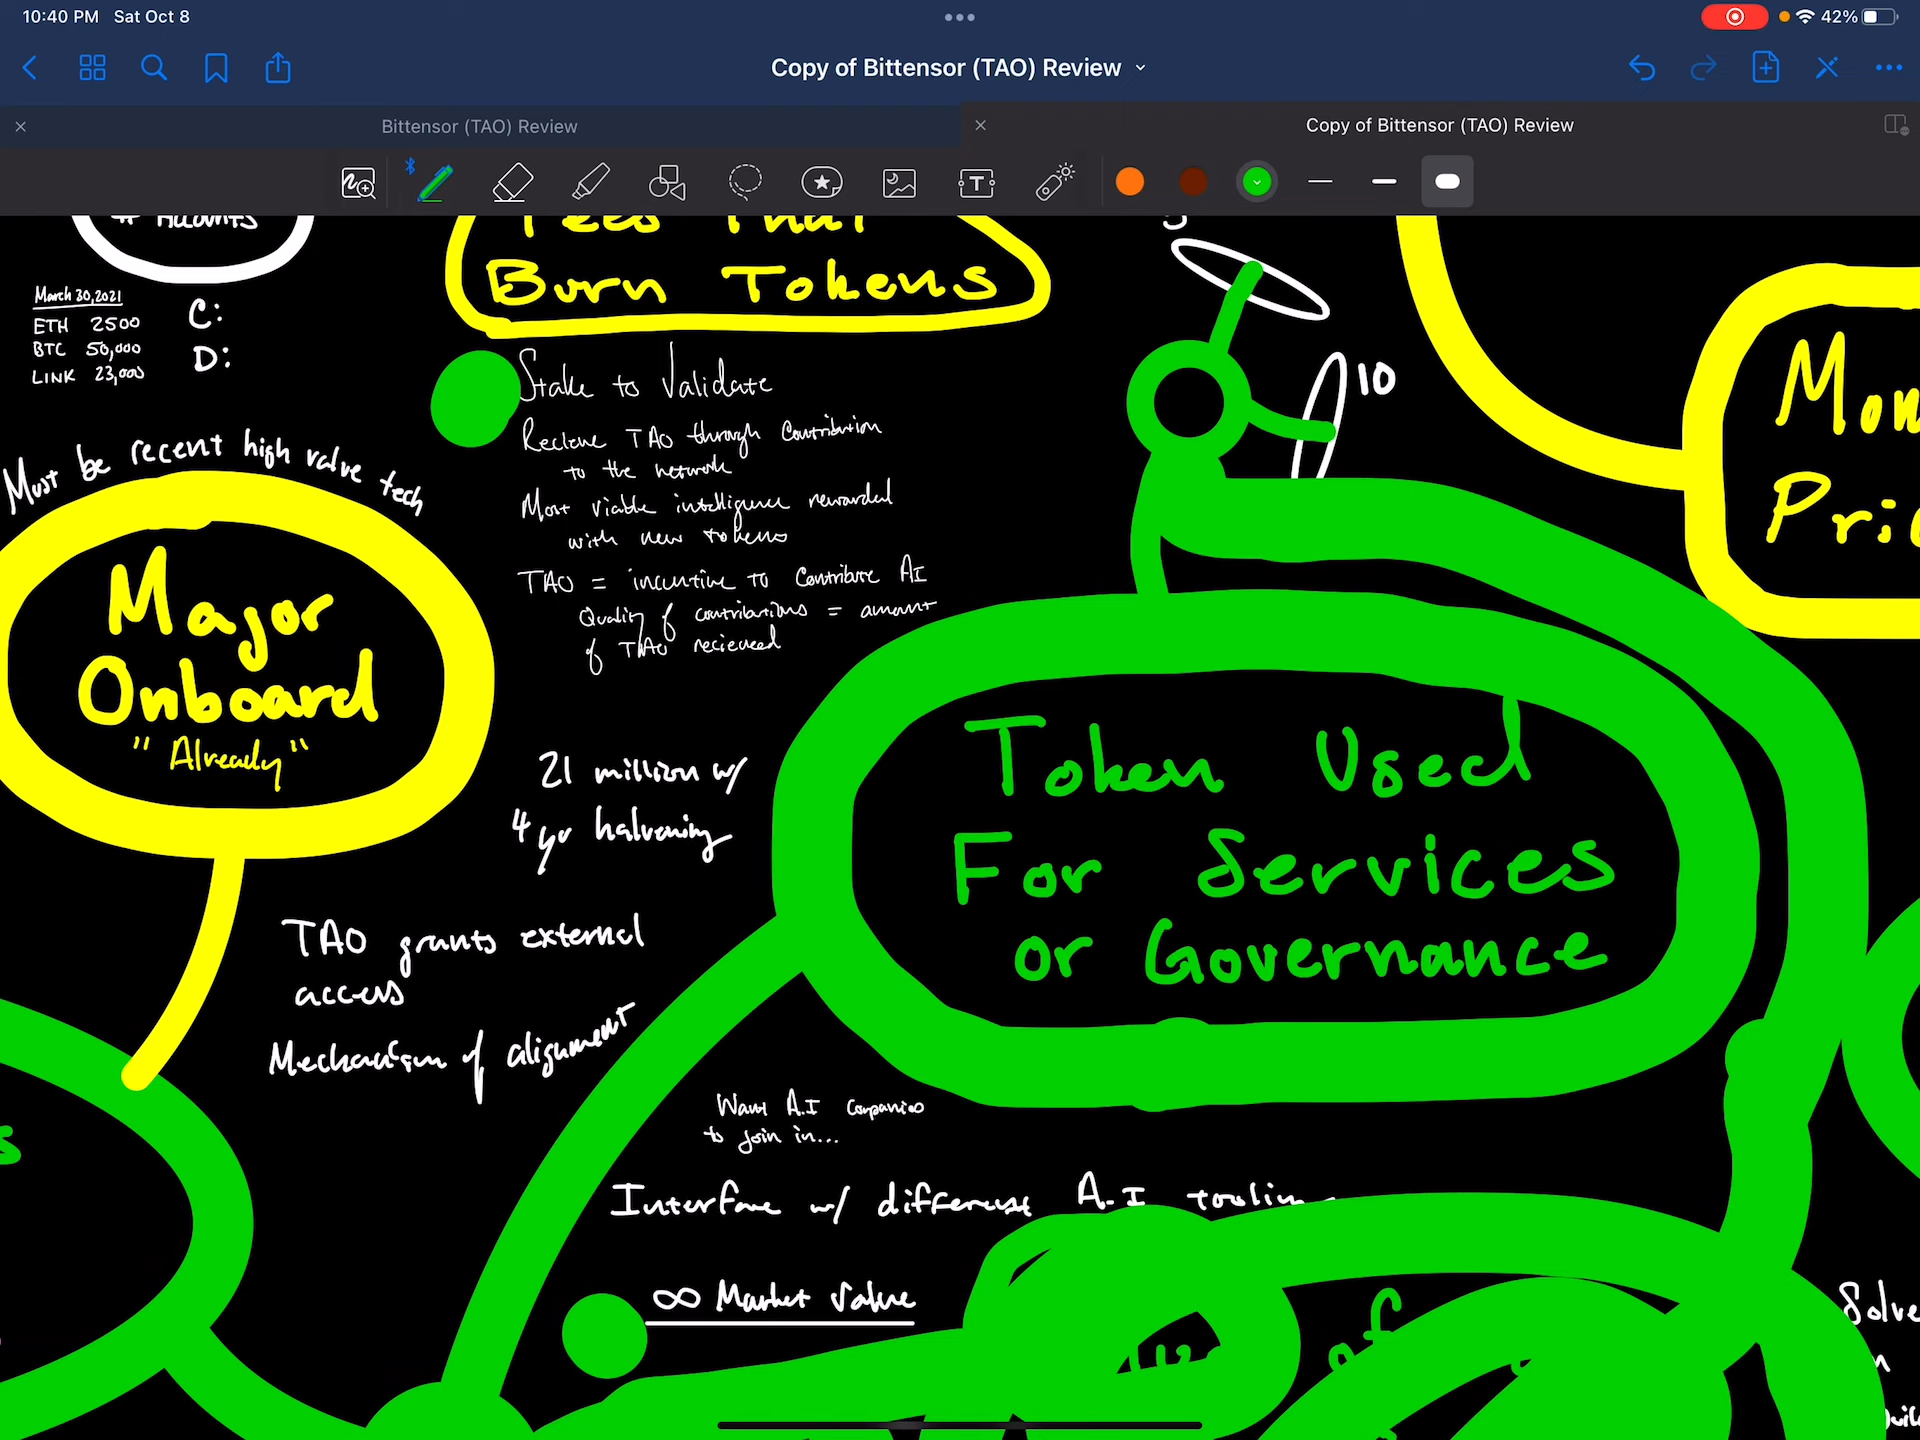 10:40 PM Sat Oct 8
42%
Copy of Bittensor (TAO) Review
Bittensor (TAO) Review
Copy of Bittensor (TAO) Review
# Accounts
Fees That
Burn Tokens
March 30, 2021
ETH 2500
BTC 50,000
LINK 23,000
C:
D:
10
Stake to Validate
Recieve TAO through Contribution
to the network
Most viable intelligence rewarded
with new tokens
TAO = incentive to Contribute AI
Quality of contributions = amount
of TAO recieveed
Must be recent high value tech
Major
Onboard
"Already"
21 million w/
4 yr halvening
Token Used
For Services
or Governance
TAO grants external
access
Mechanism of alignment
Want A.I Companies
to join in...
Interface w/ different A.I
∞ Market Value
of